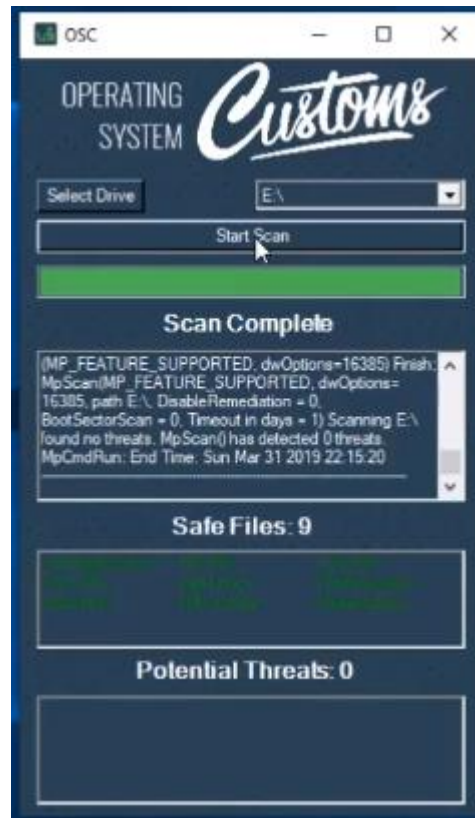 OSC
OPERATING
SYSTEM
Customs
Select Drive
E:\
Start Scan
Scan Complete
(MP_FEATURE_SUPPORTED, dwOptions=16385) Finish:
MpScan(MP_FEATURE_SUPPORTED, dwOptions=
16385, path E:\, DisableRemediation = 0,
BootSectorScan = 0, Timeout in days = 1) Scanning E:\
found no threats. MpScan() has detected 0 threats.
MpCmdRun: End Time: Sun Mar 31 2019 22:15:20
Safe Files: 9
Potential Threats: 0